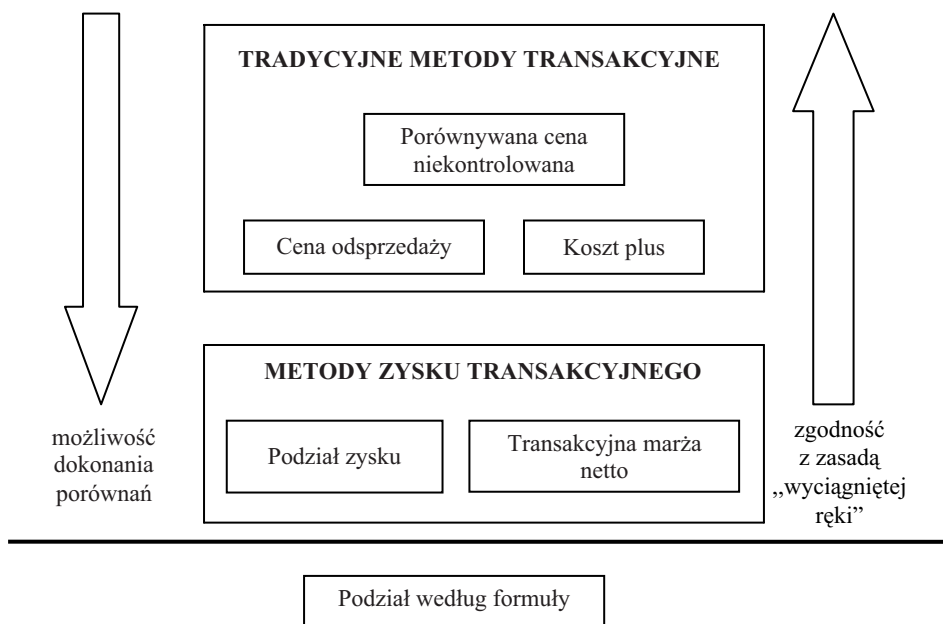 TRADYCYJNE METODY TRANSAKCYJNE
Porównywana cena
niekontrolowana
Cena odsprzedaży
Koszt plus
METODY ZYSKU TRANSAKCYJNEGO
Podział zysku
Transakcyjna marża
netto
możliwość
dokonania
porównań
zgodność
z zasadą
,,wyciągniętej
ręki”
Podział według formuły